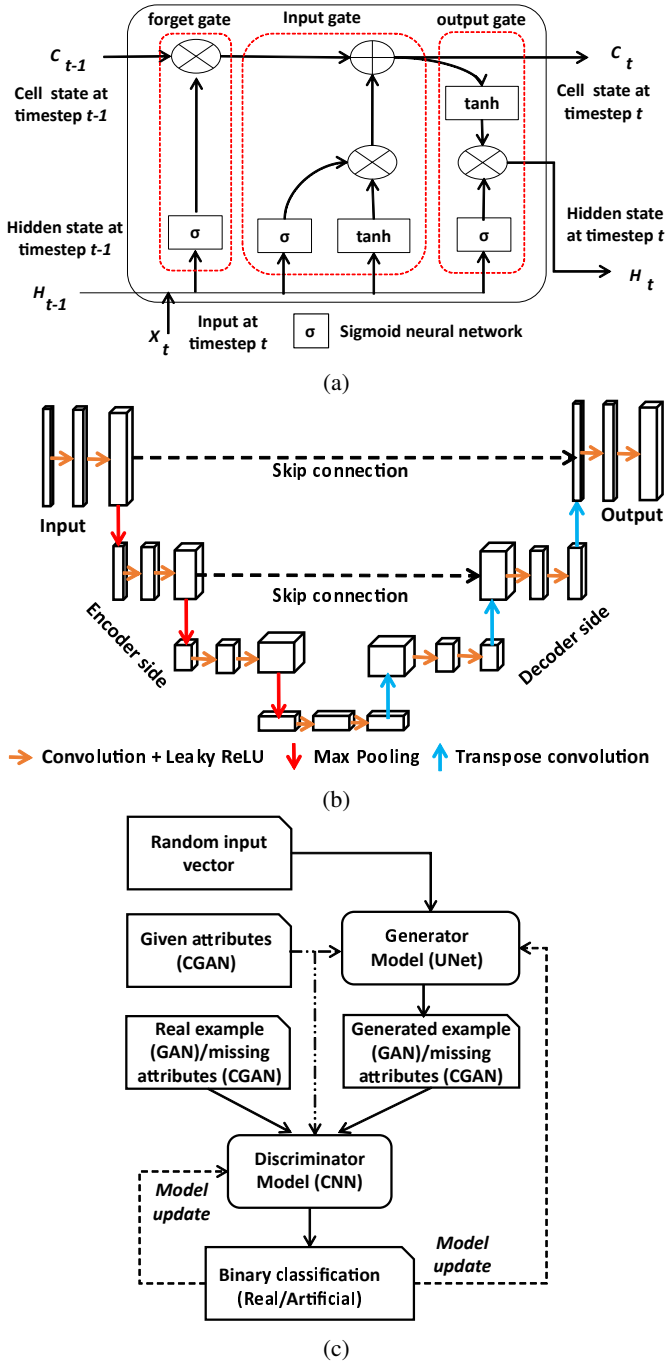 forget gate
Input gate
output gate
C t-1
C t
Cell state at
timestep t-1
tanh
Cell state at
timestep t
Hidden state at
timestep t-1
σ
σ
tanh
σ
Hidden state
at timestep t
H t-1
H t
X t
Input at
timestep t
σ
Sigmoid neural network
(a)
Skip connection
Input
Output
Skip connection
Encoder side
Decoder side
Convolution + Leaky ReLU
Max Pooling
Transpose convolution
(b)
Random input
vector
Given attributes
(CGAN)
Generator
Model (UNet)
Real example
(GAN)/missing
attributes (CGAN)
Generated example
(GAN)/missing
attributes (CGAN)
Discriminator
Model (CNN)
Model
update
Model
update
Binary classification
(Real/Artificial)
(c)